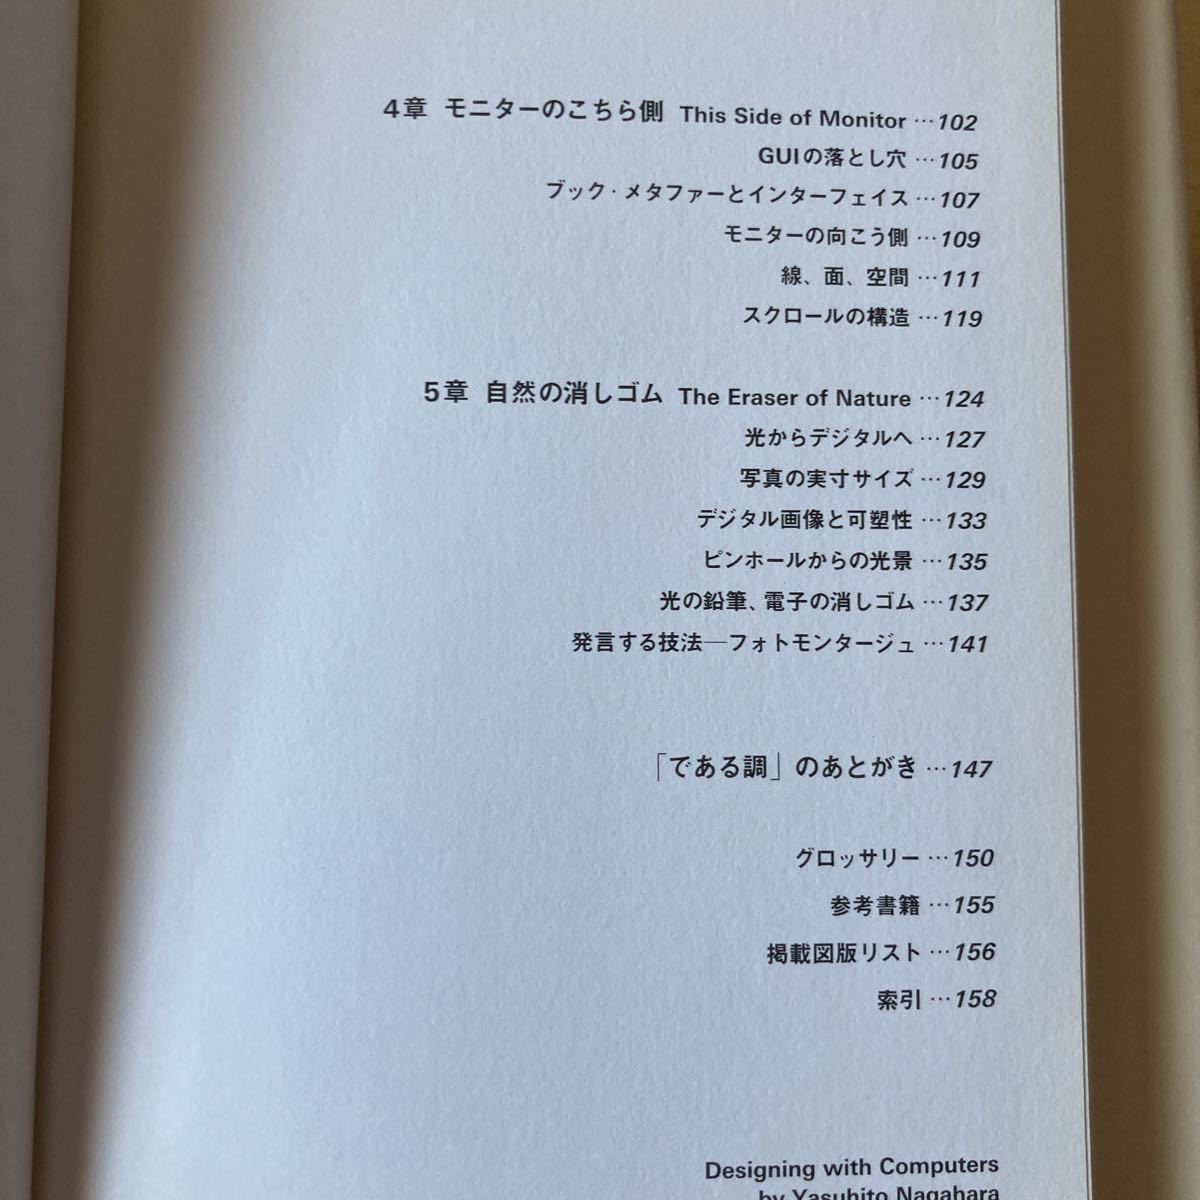 4章 モニターのこちら側 This Side of Monitor …102
GUIの落とし穴 …105
ブック・メタファーとインターフェイス …107
モニターの向こう側 …109
線、面、空間 …111
スクロールの構造 …119
5章 自然の消しゴム The Eraser of Nature …124
光からデジタルへ …127
写真の実寸サイズ …129
デジタル画像と可塑性 …133
ピンホールからの光景 …135
光の鉛筆、電子の消しゴム …137
発言する技法―フォトモンタージュ …141
「である調」のあとがき …147
グロッサリー …150
参考書籍 …155
掲載図版リスト …156
索引 …158
Designing with Computers
by Yasuhito Nagahara